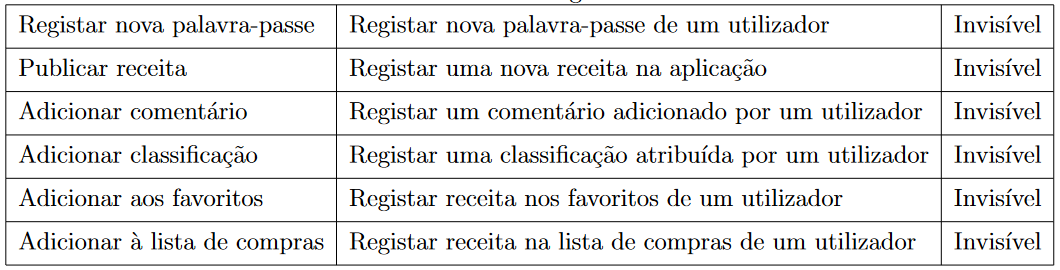 Registar nova palavra-passe Registar nova palavra-passe de um utilizador Invisível
Publicar receita Registar uma nova receita na aplicação Invisível
Adicionar comentário Registar um comentário adicionado por um utilizador Invisível
Adicionar classificação Registar uma classificação atribuída por um utilizador Invisível
Adicionar aos favoritos Registar receita nos favoritos de um utilizador Invisível
Adicionar à lista de compras Registar receita na lista de compras de um utilizador Invisível